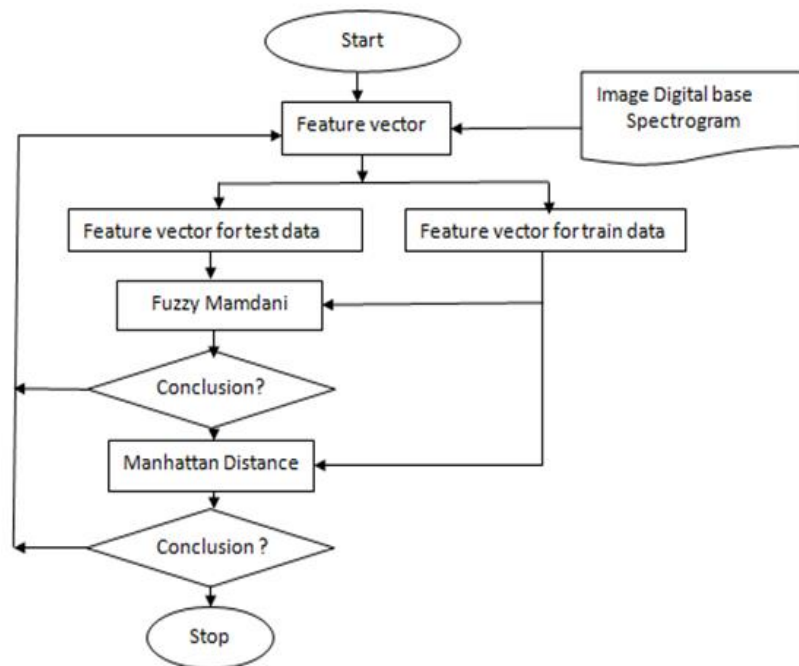 Start
Image Digital base
Spectrogram
Feature vector
Feature vector for test data
Feature vector for train data
Fuzzy Mamdani
Conclusion?
Manhattan Distance
Conclusion ?
Stop